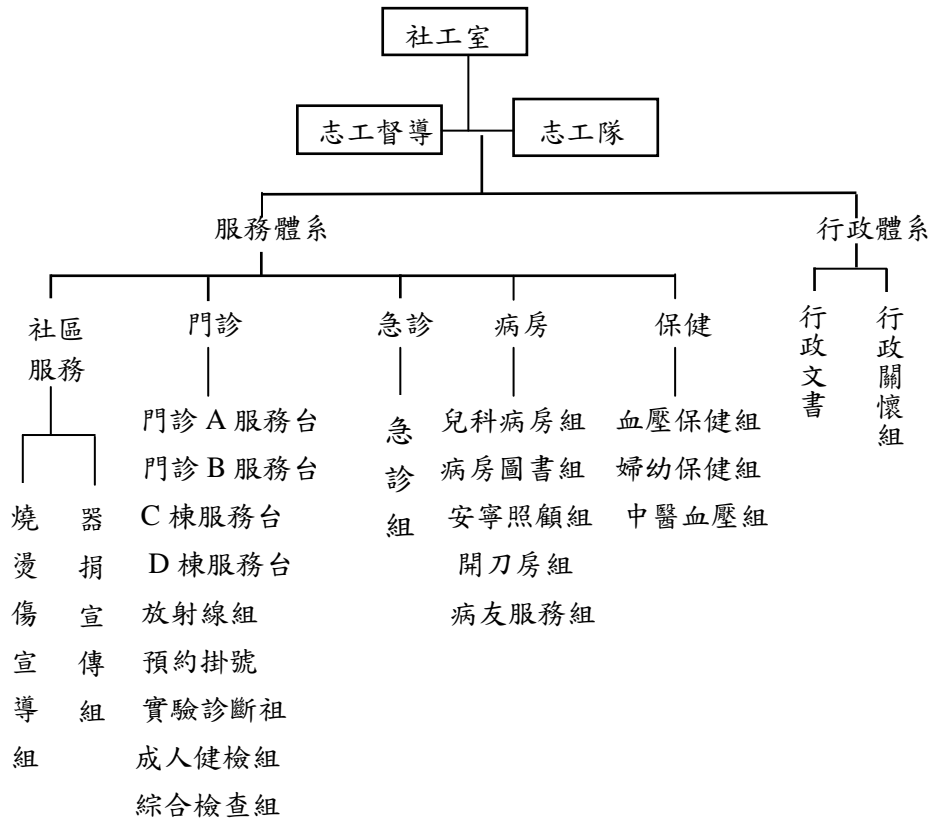 社工室
志工督導
志工隊
服務體系
行政體系
社區
服務
燒燙傷宣導組
器捐宣傳組
門診
門診 A 服務台
門診 B 服務台
C 棟服務台
D 棟服務台
放射線組
預約掛號
實驗診斷祖
成人健檢組
綜合檢查組
急診
急診組
病房
兒科病房組
病房圖書組
安寧照顧組
開刀房組
病友服務組
保健
血壓保健組
婦幼保健組
中醫血壓組
行政文書
行政關懷組